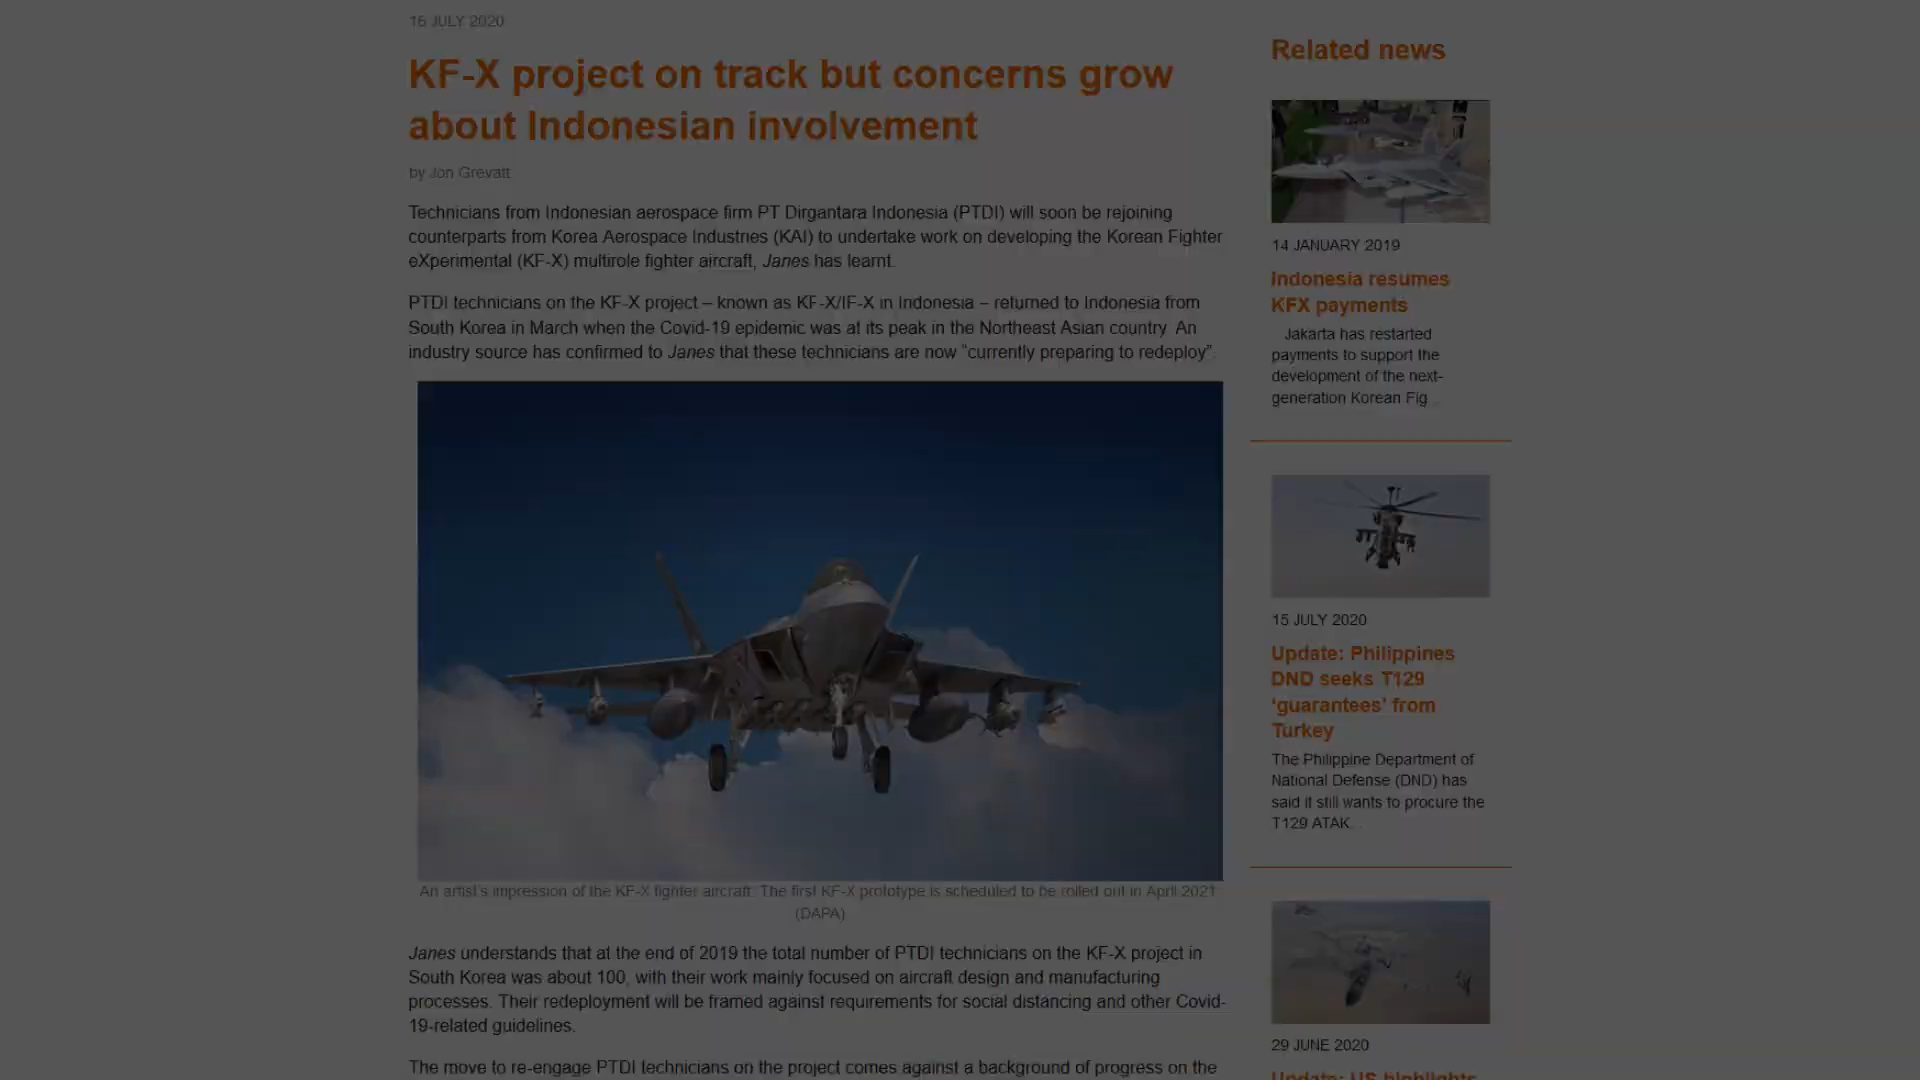 16 JULY 2020
KF-X project on track but concerns grow
about Indonesian involvement
by Jon Grevatt
Technicians from Indonesian aerospace firm PT Dirgantara Indonesia (PTDI) will soon be rejoining
counterparts from Korea Aerospace Industries (KAI) to undertake work on developing the Korean Fighter
eXperimental (KF-X) multirole fighter aircraft, Janes has learnt.
PTDI technicians on the KF-X project – known as KF-X/IF-X in Indonesia – returned to Indonesia from
South Korea in March when the Covid-19 epidemic was at its peak in the Northeast Asian country. An
industry source has confirmed to Janes that these technicians are now “currently preparing to redeploy”.
An artist's impression of the KF-X fighter aircraft. The first KF-X prototype is scheduled to be rolled out in April 2021.
(DAPA)
Janes understands that at the end of 2019 the total number of PTDI technicians on the KF-X project in
South Korea was about 100, with their work mainly focused on aircraft design and manufacturing
processes. Their redeployment will be framed against requirements for social distancing and other Covid-
19-related guidelines.
The move to re-engage PTDI technicians on the project comes against a background of progress on the
Related news
14 JANUARY 2019
Indonesia resumes
KFX payments
Jakarta has restarted
payments to support the
development of the next-
generation Korean Fig...
15 JULY 2020
Update: Philippines
DND seeks T129
‘guarantees’ from
Turkey
The Philippine Department of
National Defense (DND) has
said it still wants to procure the
T129 ATAK...
29 JUNE 2020
Update: US highlights